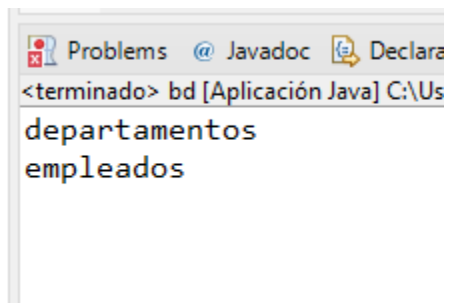 Problems @ Javadoc Declara
<terminado> bd [Aplicación Java] C:\Us
departamentos
empleados